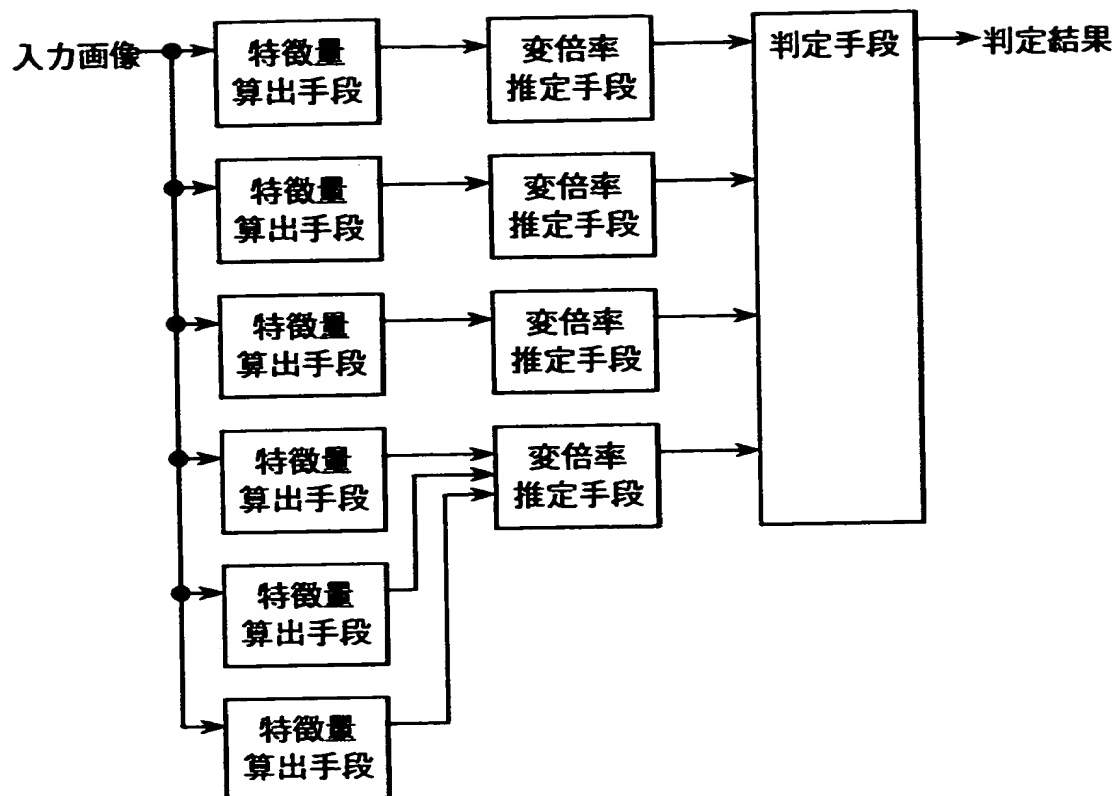 入力画像
特徴量
算出手段
変倍率
推定手段
判定手段
判定結果
特徴量
算出手段
変倍率
推定手段
特徴量
算出手段
変倍率
推定手段
特徴量
算出手段
変倍率
推定手段
特徴量
算出手段
特徴量
算出手段